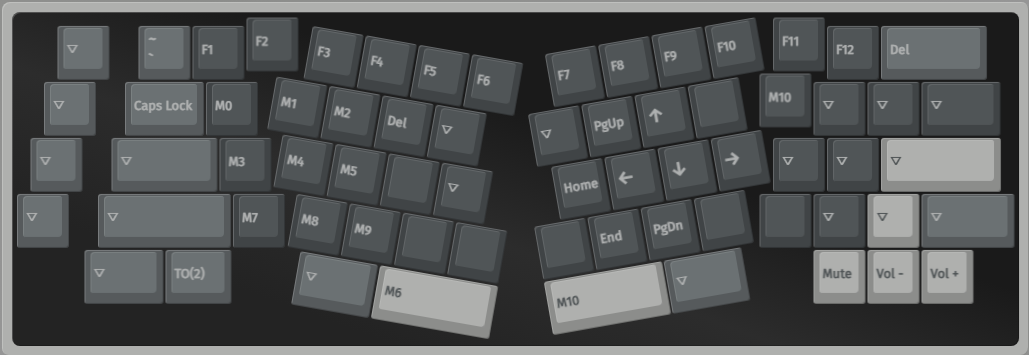 ▽ ~ F1 F2 F3 F4 F5 F6 F7 F8 F9 F10 F11 F12 Del
`
▽ Caps Lock M0 M1 M2 Del ▽ ▽ PgUp ↑ M10 ▽ ▽ ▽
▽ ▽ M3 M4 M5 ▽ Home ← ↓ → ▽ ▽ ▽
▽ ▽ M7 M8 M9 End PgDn ▽ ▽ ▽
▽ TO(2) ▽ M6 M10 ▽ Mute Vol - Vol +